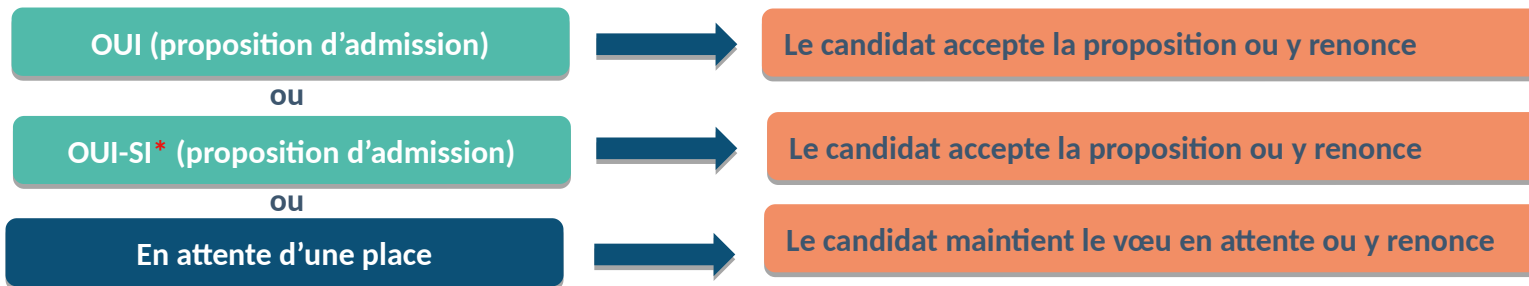 OUI (proposition d’admission)
Le candidat accepte la proposition ou y renonce
ou
OUI-SI* (proposition d’admission)
Le candidat accepte la proposition ou y renonce
ou
En attente d’une place
Le candidat maintient le vœu en attente ou y renonce